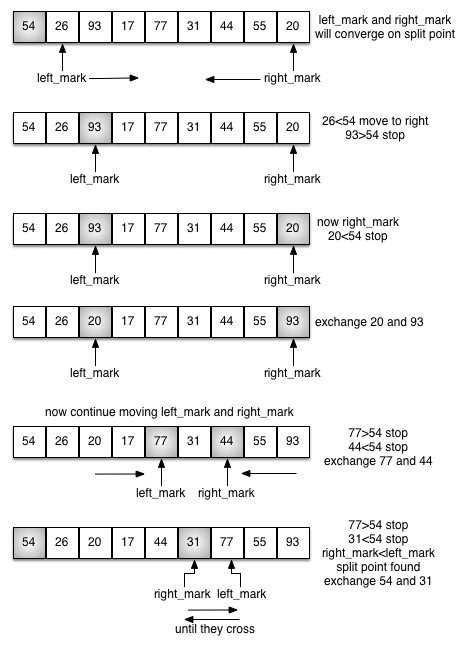 54 26 93 17 77 31 44 55 20
left_mark and right_mark
will converge on split point
left_mark right_mark
54 26 93 17 77 31 44 55 20
26<54 move to right
93>54 stop
left_mark right_mark
54 26 93 17 77 31 44 55 20
now right_mark
20<54 stop
left_mark right_mark
54 26 20 17 77 31 44 55 93
exchange 20 and 93
left_mark right_mark
now continue moving left_mark and right_mark
54 26 20 17 77 31 44 55 93
77>54 stop
44<54 stop
exchange 77 and 44
left_mark right_mark
54 26 20 17 44 31 77 55 93
77>54 stop
31<54 stop
right_mark<left_mark
split point found
exchange 54 and 31
right_mark left_mark
until they cross